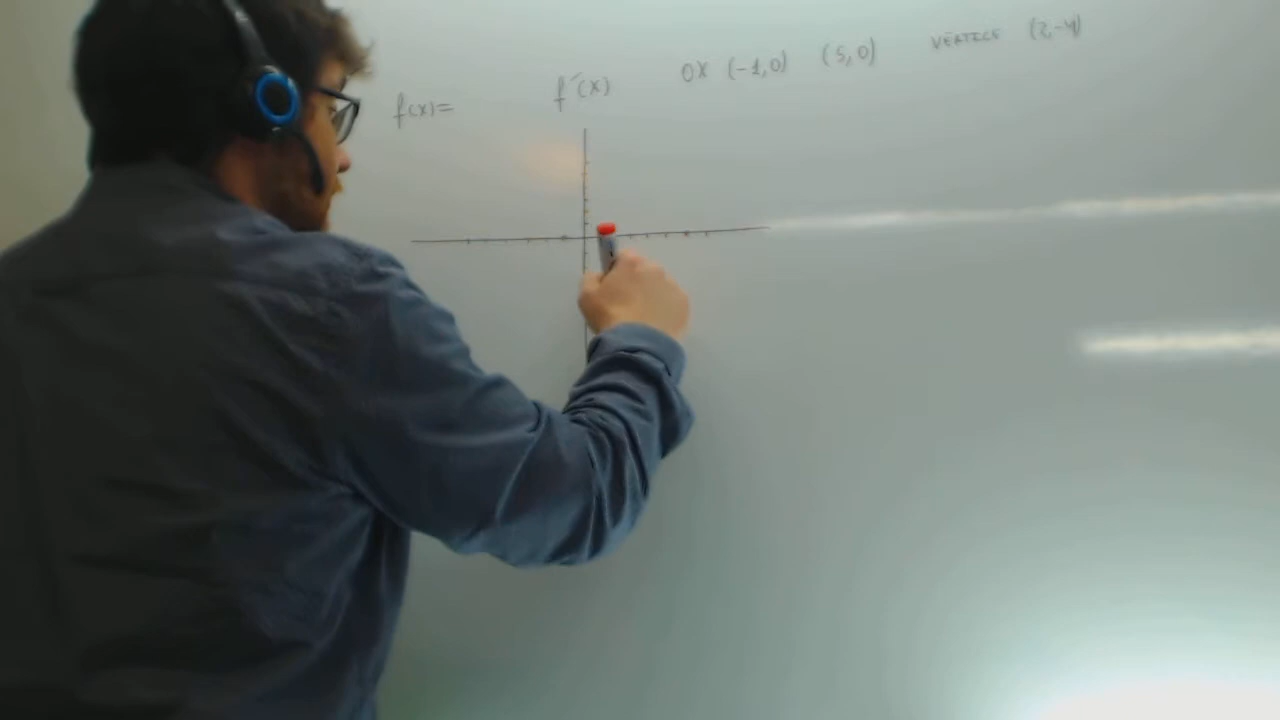 f(x)= f´(x) OX (-1,0) (5,0) VÉRTICE (2,-4)